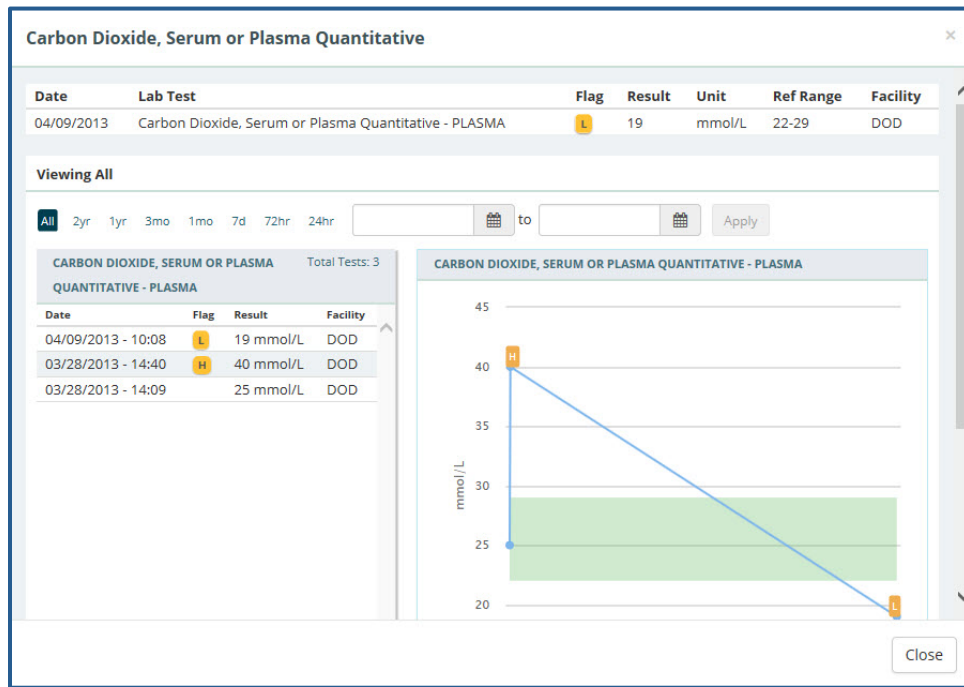 Carbon Dioxide, Serum or Plasma Quantitative ×
Date Lab Test Flag Result Unit Ref Range Facility
04/09/2013 Carbon Dioxide, Serum or Plasma Quantitative - PLASMA L 19 mmol/L 22-29 DOD
Viewing All
All 2yr 1yr 3mo 1mo 7d 72hr 24hr to Apply
CARBON DIOXIDE, SERUM OR PLASMA Total Tests: 3
QUANTITATIVE - PLASMA
Date Flag Result Facility
04/09/2013 - 10:08 L 19 mmol/L DOD
03/28/2013 - 14:40 H 40 mmol/L DOD
03/28/2013 - 14:09 25 mmol/L DOD
CARBON DIOXIDE, SERUM OR PLASMA QUANTITATIVE - PLASMA
45
H
40
35
mmol/L
30
25
20
L
Close